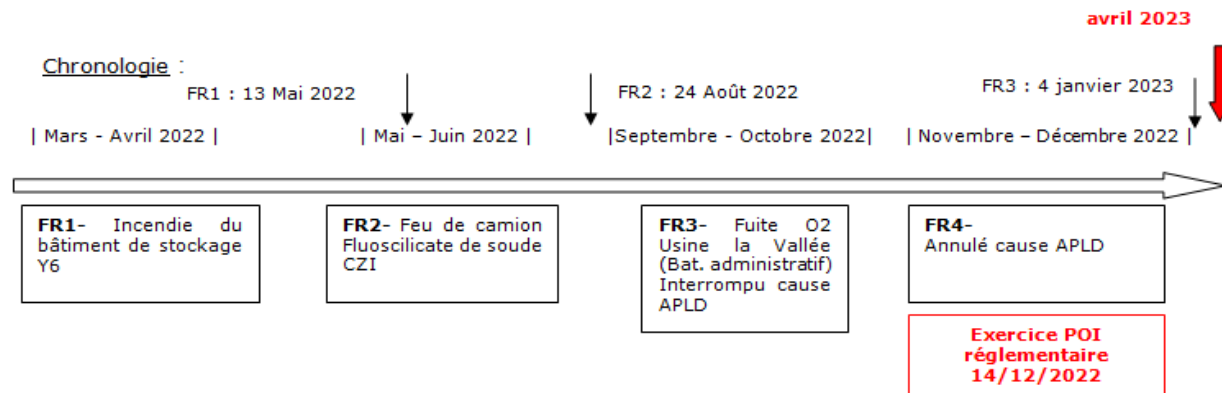 avril 2023
Chronologie :
FR1 : 13 Mai 2022
FR2 : 24 Août 2022
FR3 : 4 janvier 2023
| Mars - Avril 2022 |
| Mai – Juin 2022 |
|Septembre - Octobre 2022|
| Novembre – Décembre 2022 |
FR1- Incendie du
bâtiment de stockage
Y6
FR2- Feu de camion
Fluoscilicate de soude
CZI
FR3- Fuite O2
Usine la Vallée
(Bat. administratif)
Interrompu cause
APLD
FR4-
Annulé cause APLD
Exercice POI
réglementaire
14/12/2022